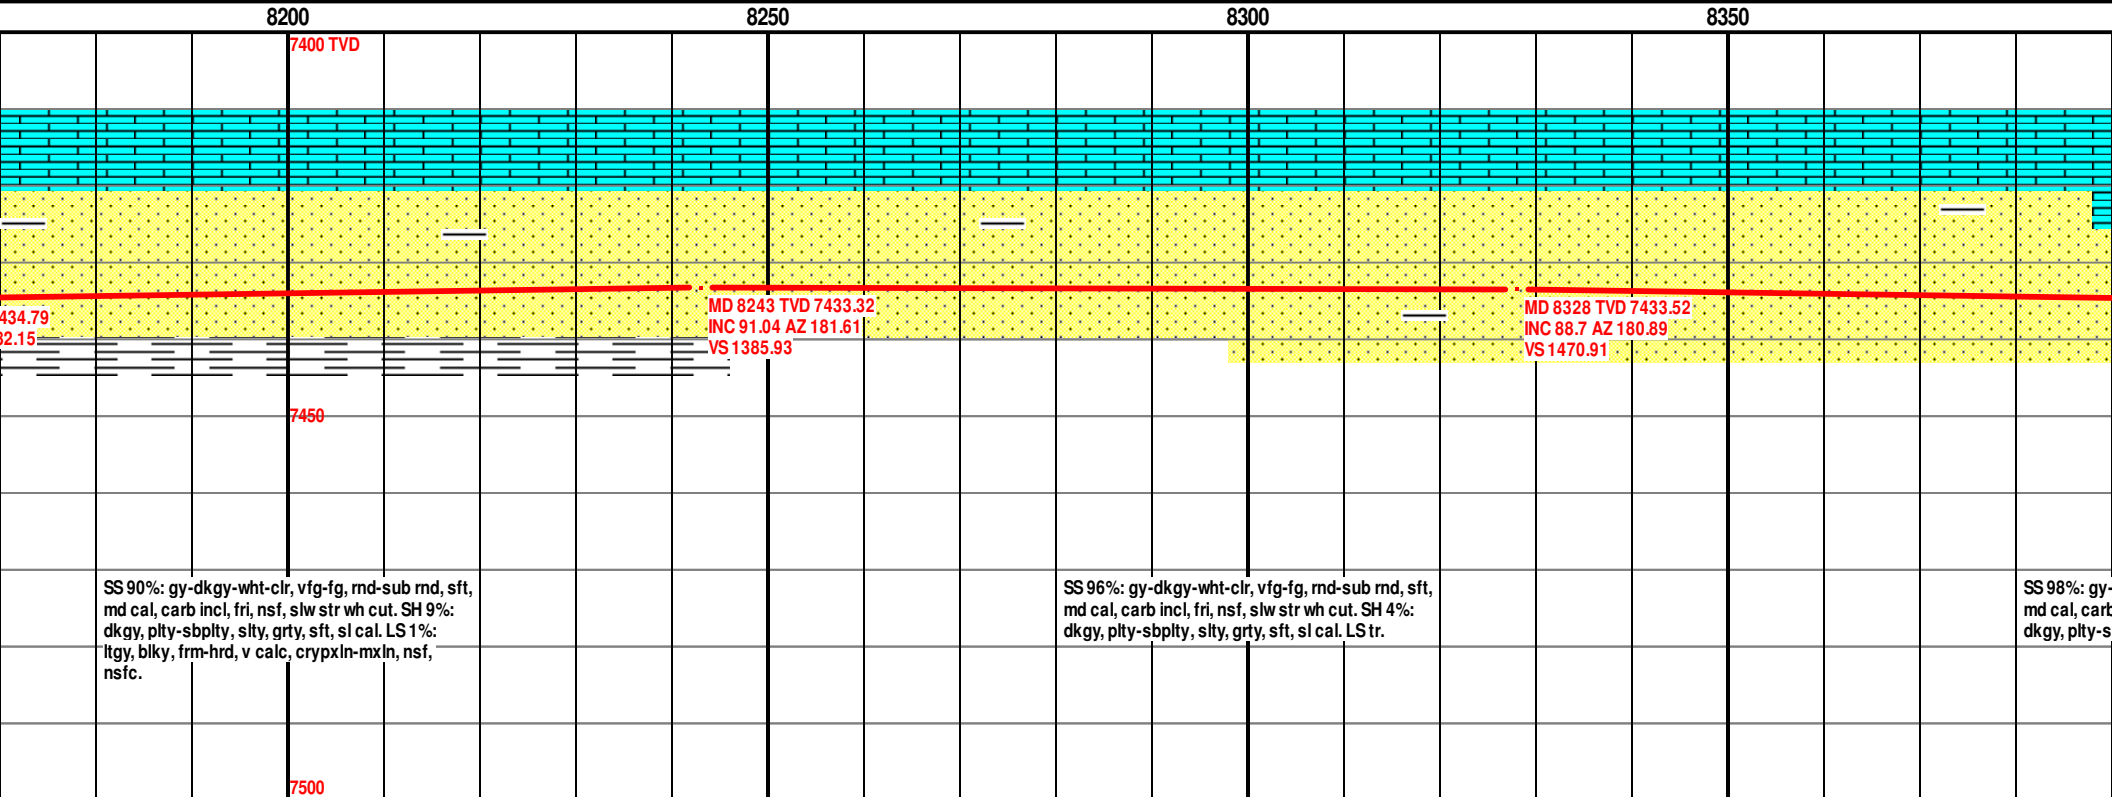 8200 8250 8300 8350
7400 TVD
434.79
32.15
MD 8243 TVD 7433.32
INC 91.04 AZ 181.61
VS 1385.93
MD 8328 TVD 7433.52
INC 88.7 AZ 180.89
VS 1470.91
7450
SS 90%: gy-dkgy-wht-clr, vfg-fg, rnd-sub rnd, sft,
md cal, carb incl, fri, nsf, slw str wh cut. SH 9%:
dkgy, plty-sbplty, slty, grty, sft, sl cal. LS 1%:
ltgy, blky, frm-hrd, v calc, crypxln-mxln, nsf,
nsfc.
SS 96%: gy-dkgy-wht-clr, vfg-fg, rnd-sub rnd, sft,
md cal, carb incl, fri, nsf, slw str wh cut. SH 4%:
dkgy, plty-sbplty, slty, grty, sft, sl cal. LS tr.
SS 98%: gy-
md cal, carb
dkgy, plty-s
7500